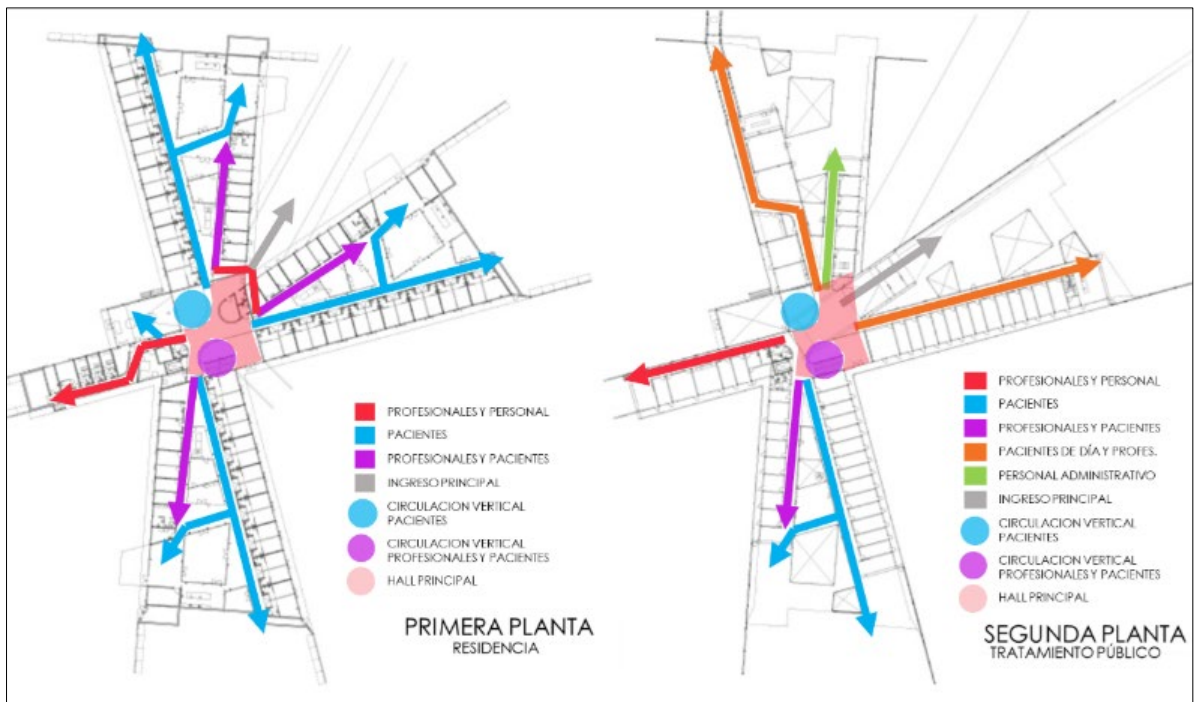 PROFESIONALES Y PERSONAL
PACIENTES
PROFESIONALES Y PACIENTES
INGRESO PRINCIPAL
CIRCULACION VERTICAL
PACIENTES
CIRCULACION VERTICAL
PROFESIONALES Y PACIENTES
HALL PRINCIPAL
PRIMERA PLANTA
RESIDENCIA
PROFESIONALES Y PERSONAL
PACIENTES
PROFESIONALES Y PACIENTES
PACIENTES DE DÍA Y PROFES.
PERSONAL ADMINISTRATIVO
INGRESO PRINCIPAL
CIRCULACION VERTICAL
PACIENTES
CIRCULACION VERTICAL
PROFESIONALES Y PACIENTES
HALL PRINCIPAL
SEGUNDA PLANTA
TRATAMIENTO PÚBLICO